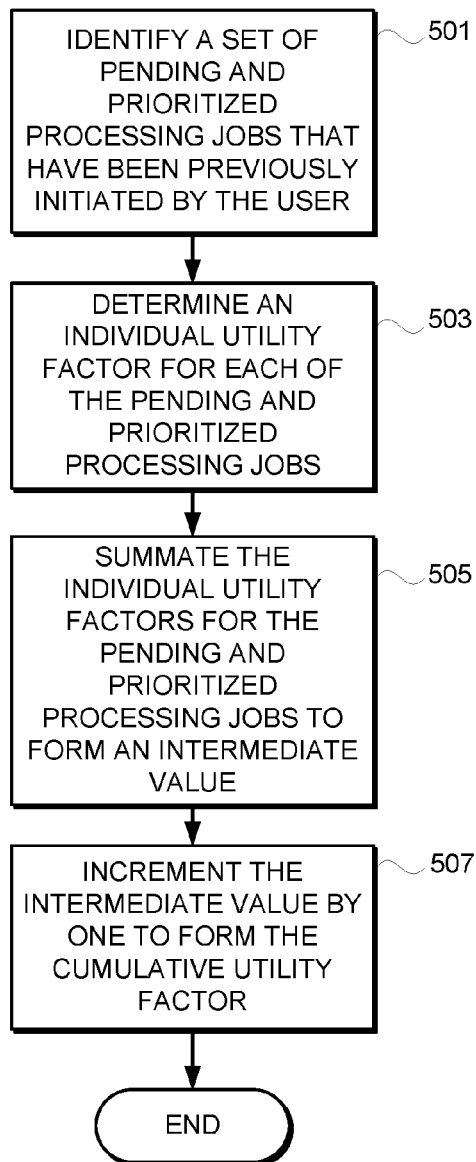 IDENTIFY A SET OF
PENDING AND
PRIORITIZED
PROCESSING JOBS THAT
HAVE BEEN PREVIOUSLY
INITIATED BY THE USER
501
DETERMINE AN
INDIVIDUAL UTILITY
FACTOR FOR EACH OF
THE PENDING AND
PRIORITIZED
PROCESSING JOBS
503
SUMMATE THE
INDIVIDUAL UTILITY
FACTORS FOR THE
PENDING AND
PRIORITIZED
PROCESSING JOBS TO
FORM AN INTERMEDIATE
VALUE
505
INCREMENT THE
INTERMEDIATE VALUE BY
ONE TO FORM THE
CUMULATIVE UTILITY
FACTOR
507
END